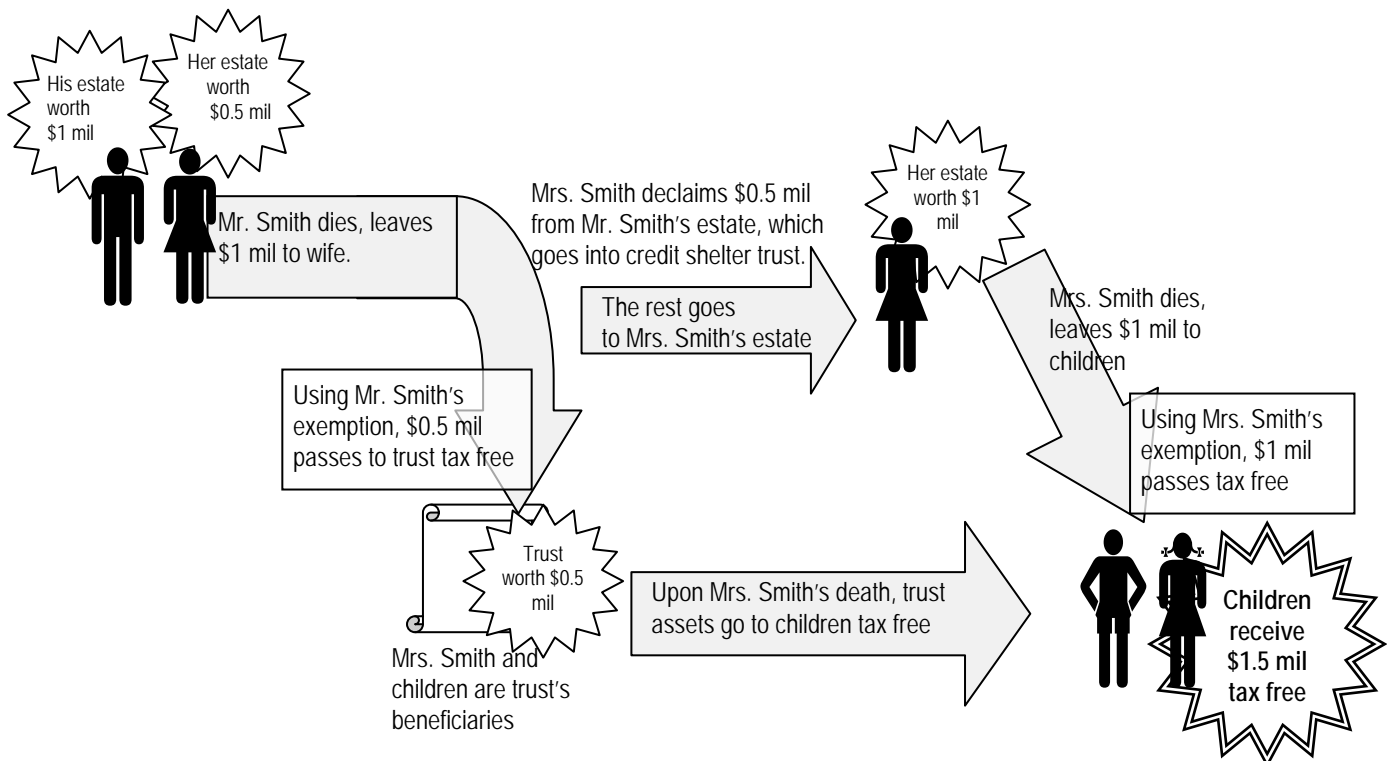 His estate
worth
$1 mil
Her estate
worth
$0.5 mil
Mr. Smith dies, leaves
$1 mil to wife.
Mrs. Smith declaims $0.5 mil
from Mr. Smith's estate, which
goes into credit shelter trust.
The rest goes
to Mrs. Smith's estate
Her estate
worth $1
mil
Mrs. Smith dies,
leaves $1 mil to
children
Using Mr. Smith's
exemption, $0.5 mil
passes to trust tax free
Using Mrs. Smith's
exemption, $1 mil
passes tax free
Trust
worth $0.5
mil
Mrs. Smith and
children are trust's
beneficiaries
Upon Mrs. Smith's death, trust
assets go to children tax free
Children
receive
$1.5 mil
tax free